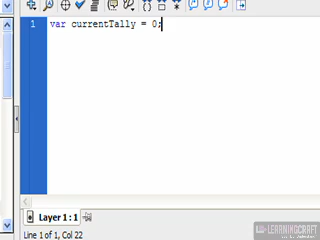 1 var currentTally = 0;
Layer 1 : 1
Line 1 of 1, Col 22
LEARNINGCRAFT